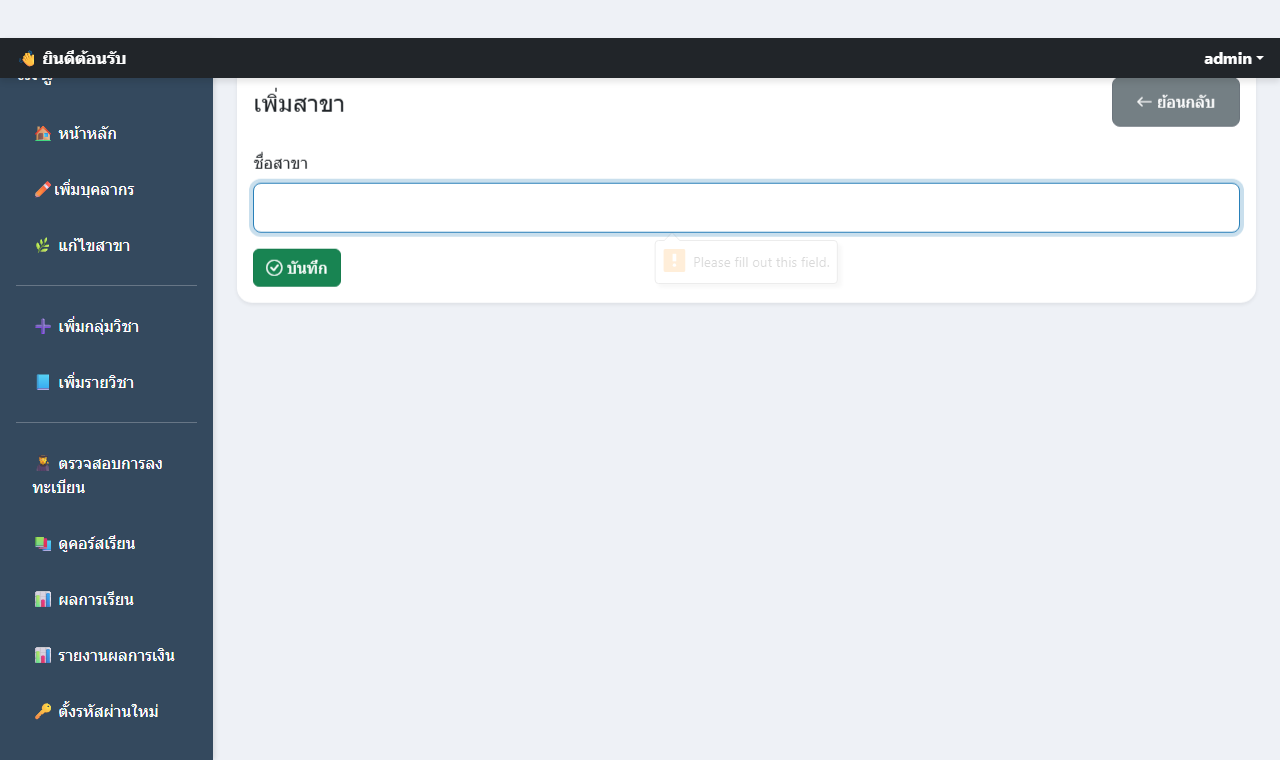 👋 ยินดีต้อนรับ
admin
🏠 หน้าหลัก
เพิ่มบุคลากร
🌿 แก้ไขสาขา
➕ เพิ่มกลุ่มวิชา
📘 เพิ่มรายวิชา
ตรวจสอบการลง
ทะเบียน
📚 ดูคอร์สเรียน
📊 ผลการเรียน
📊 รายงานผลการเงิน
🔑 ตั้งรหัสผ่านใหม่
เพิ่มสาขา
← ย้อนกลับ
ชื่อสาขา
บันทึก
Please fill out this field.